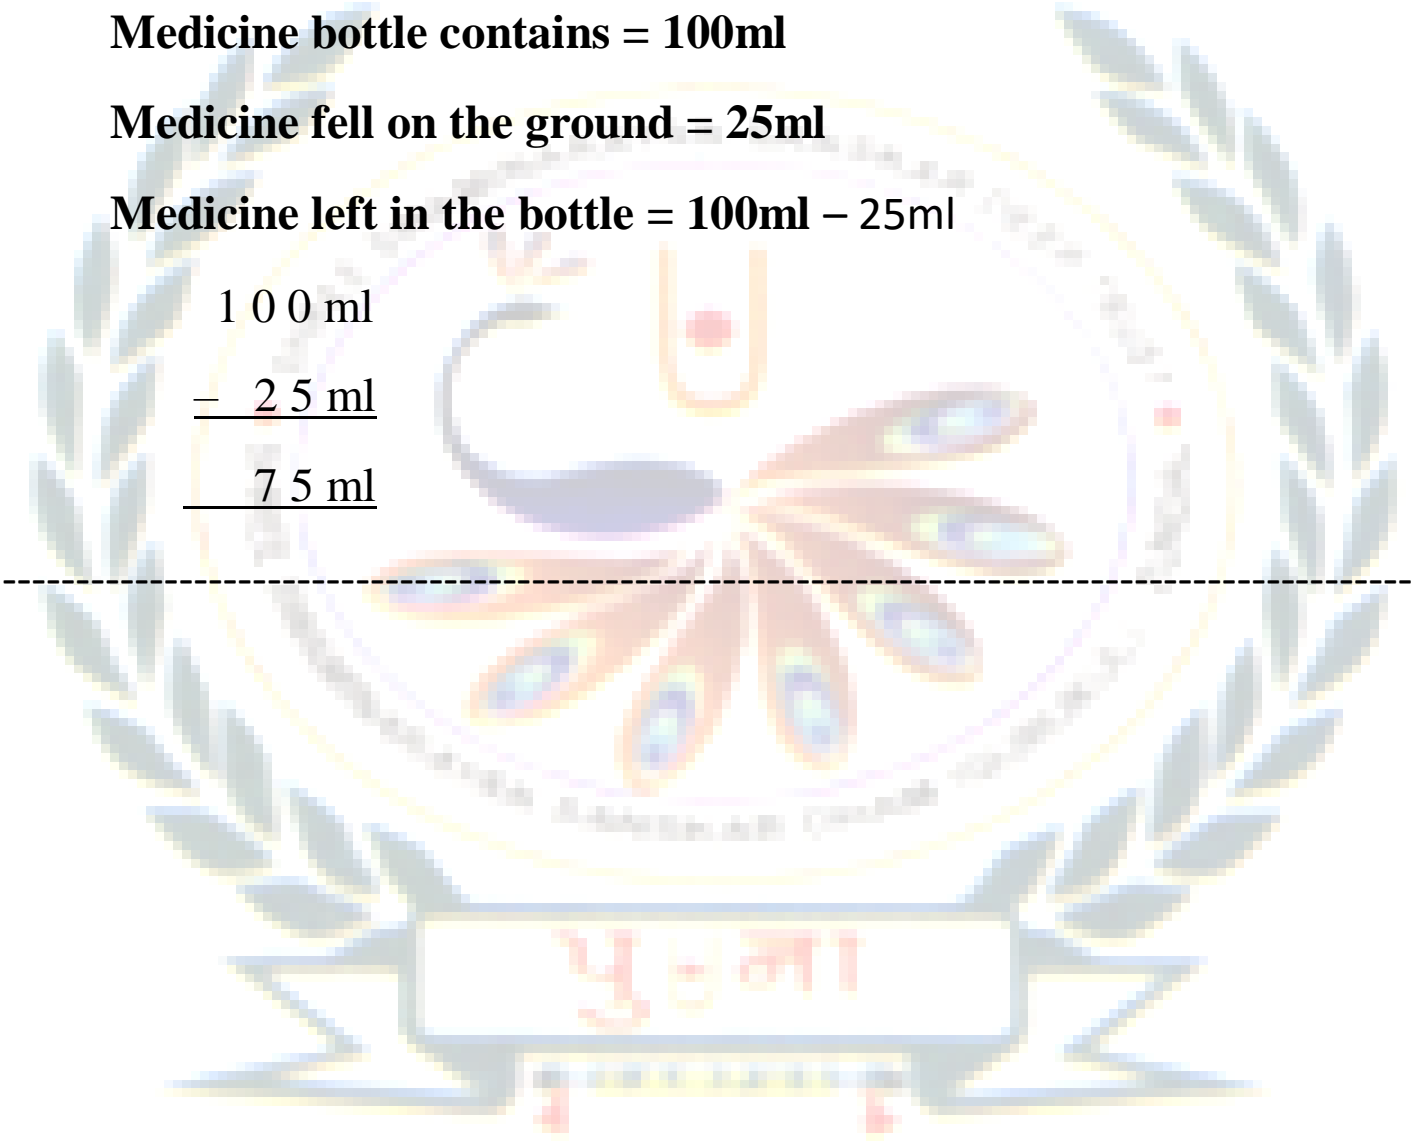 Medicine bottle contains = 100ml
Medicine fell on the ground = 25ml
Medicine left in the bottle = 100ml – 25ml
1 0 0 ml
– 2 5 ml
7 5 ml
SANSKAR